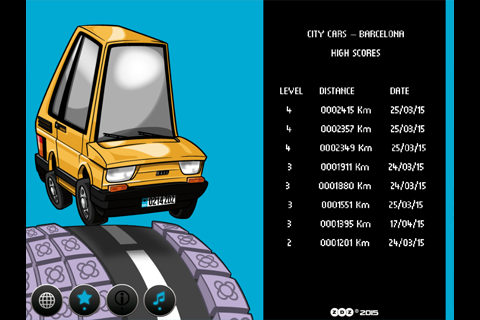 CITY CARS - BARCELONA
HIGH SCORES
LEVEL DISTANCE DATE
4 0002415 Km 25/03/15
4 0002357 Km 25/03/15
4 0002349 Km 25/03/15
3 0001911 Km 24/03/15
3 0001880 Km 24/03/15
3 0001551 Km 25/03/15
3 0001395 Km 17/04/15
2 0001201 Km 24/03/15
® 2015